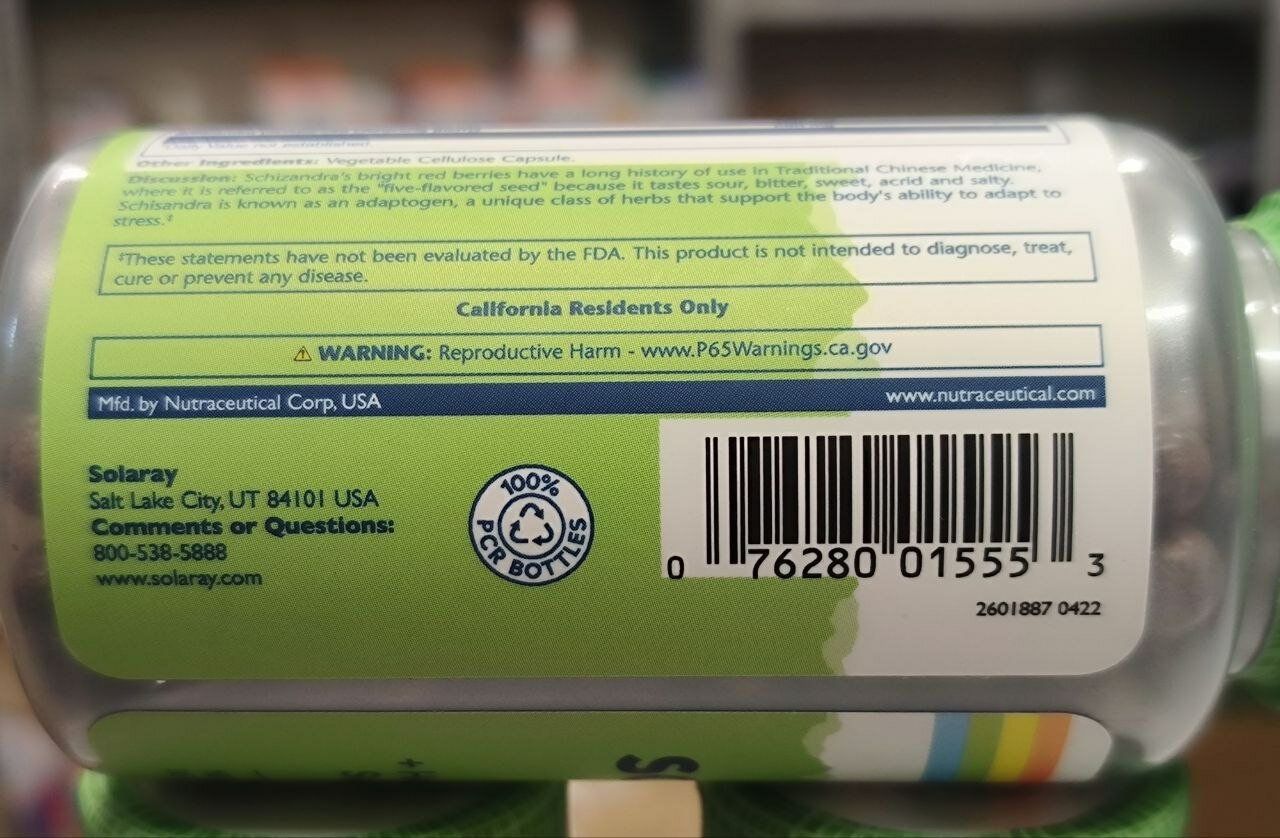 Daily Value not established.
Other Ingredients: Vegetable Cellulose Capsule.
Discussion: Schizandra's bright red berries have a long history of use in Traditional Chinese Medicine,
where it is referred to as the "five-flavored seed" because it tastes sour, bitter, sweet, acrid and salty.
Schisandra is known as an adaptogen, a unique class of herbs that support the body's ability to adapt to
stress.‡
‡These statements have not been evaluated by the FDA. This product is not intended to diagnose, treat,
cure or prevent any disease.
California Residents Only
⚠ WARNING: Reproductive Harm - www.P65Warnings.ca.gov
Mfd. by Nutraceutical Corp, USA
www.nutraceutical.com
Solaray
Salt Lake City, UT 84101 USA
Comments or Questions:
800-538-5888
www.solaray.com
100%
PCR BOTTLES
0 76280 01555 3
2601887 0422